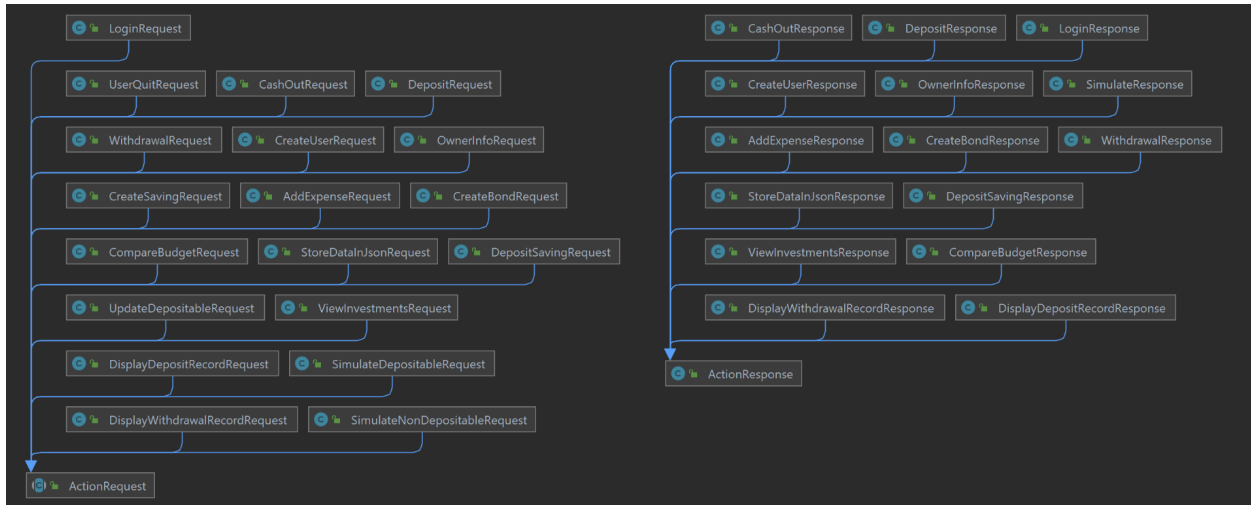 LoginRequest
UserQuitRequest CashOutRequest DepositRequest
WithdrawalRequest CreateUserRequest OwnerInfoRequest
CreateSavingRequest AddExpenseRequest CreateBondRequest
CompareBudgetRequest StoreDataInJsonRequest DepositSavingRequest
UpdateDepositableRequest ViewInvestmentsRequest
DisplayDepositRecordRequest SimulateDepositableRequest
DisplayWithdrawalRecordRequest SimulateNonDepositableRequest
ActionRequest
CashOutResponse DepositResponse LoginResponse
CreateUserResponse OwnerInfoResponse SimulateResponse
AddExpenseResponse CreateBondResponse WithdrawalResponse
StoreDataInJsonResponse DepositSavingResponse
ViewInvestmentsResponse CompareBudgetResponse
DisplayWithdrawalRecordResponse DisplayDepositRecordResponse
ActionResponse